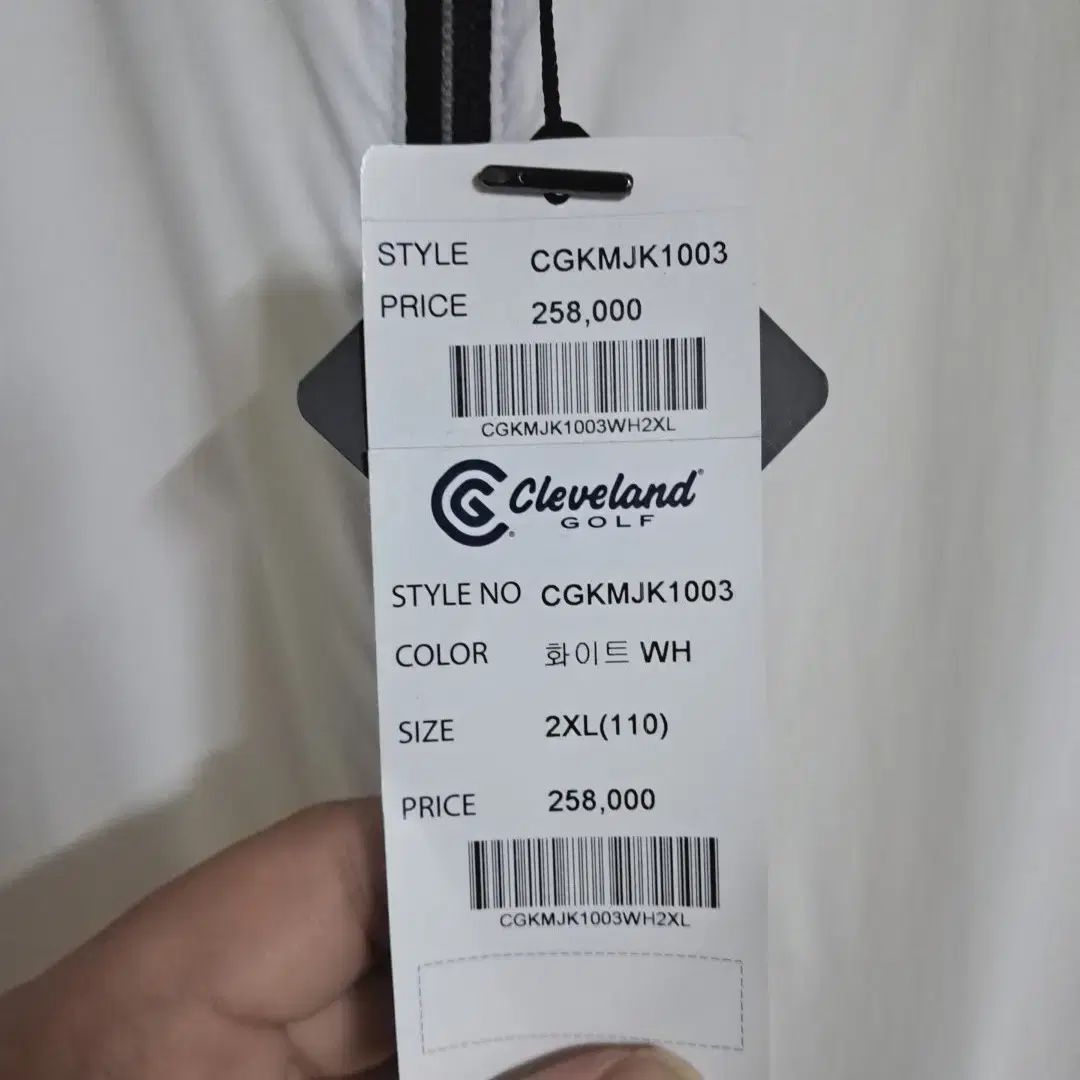 STYLE CGKMJK1003
PRICE 258,000
CGKMJK1003WH2XL
Cleveland®
GOLF
STYLE NO CGKMJK1003
COLOR 화이트 WH
SIZE 2XL(110)
PRICE 258,000
CGKMJK1003WH2XL